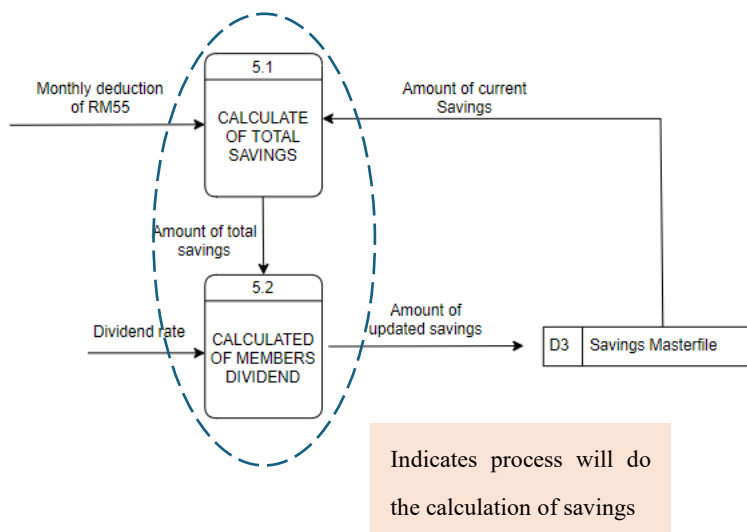 5.1
Monthly deduction
of RM55
Amount of current
Savings
CALCULATE
OF TOTAL
SAVINGS
Amount of total
savings
5.2
Dividend rate
CALCULATED
OF MEMBERS
DIVIDEND
Amount of
updated savings
D3 Savings Masterfile
Indicates process will do
the calculation of savings